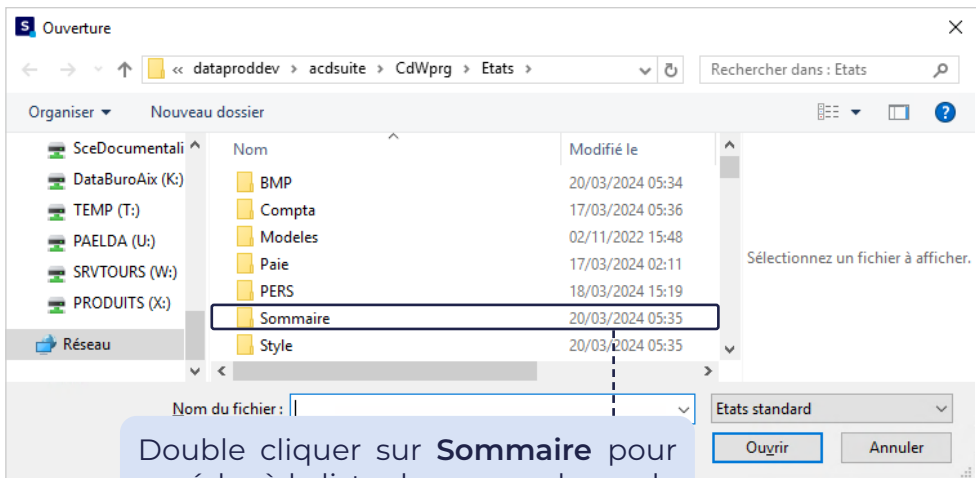 S Ouverture
« dataproddev > acdsuite > CdWprg > Etats >
Rechercher dans : Etats
Organiser Nouveau dossier
?
SceDocumentali
DataBuroAix (K:)
TEMP (T:)
PAELDA (U:)
SRVTOURS (W:)
PRODUITS (X:)
Réseau
Nom Modifié le
BMP 20/03/2024 05:34
Compta 17/03/2024 05:36
Modeles 02/11/2022 15:48
Paie 17/03/2024 02:11
PERS 18/03/2024 15:19
Sommaire 20/03/2024 05:35
Style 20/03/2024 05:35
Sélectionnez un fichier à afficher.
Nom du fichier :
Etats standard
Ouvrir Annuler
Double cliquer sur Sommaire pour